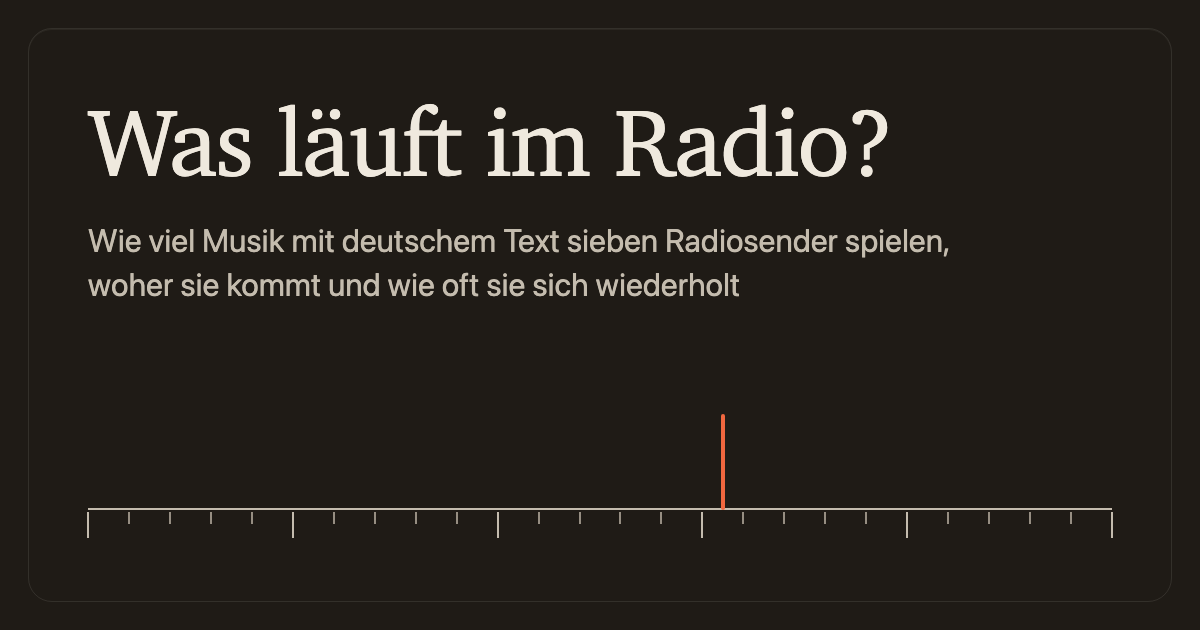 Was läuft im Radio?
Wie viel Musik mit deutschem Text sieben Radiosender spielen,
woher sie kommt und wie oft sie sich wiederholt